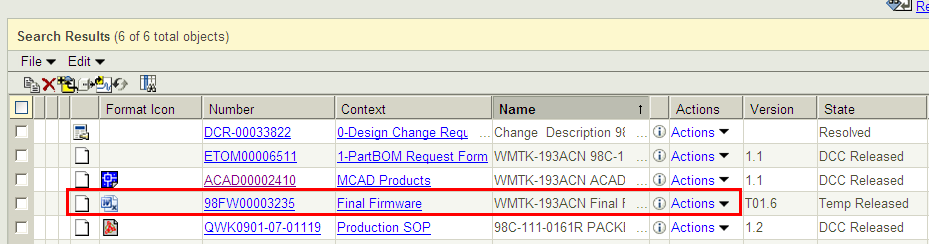 Re
Search Results (6 of 6 total objects)
File Edit
Format Icon Number Context Name Actions Version State
DCR-00033822 0-Design Change Requ ... Change Description 98 ... Actions Resolved
ETOM00006511 1-PartBOM Request Form WMTK-193ACN 98C-1 ... Actions 1.1 DCC Released
ACAD00002410 MCAD Products WMTK-193ACN ACAD ... Actions 1.1 DCC Released
98FW00003235 Final Firmware WMTK-193ACN Final F ... Actions T01.6 Temp Released
QWK0901-07-01119 Production SOP 98C-111-0161R PACKI ... Actions 1.2 DCC Released